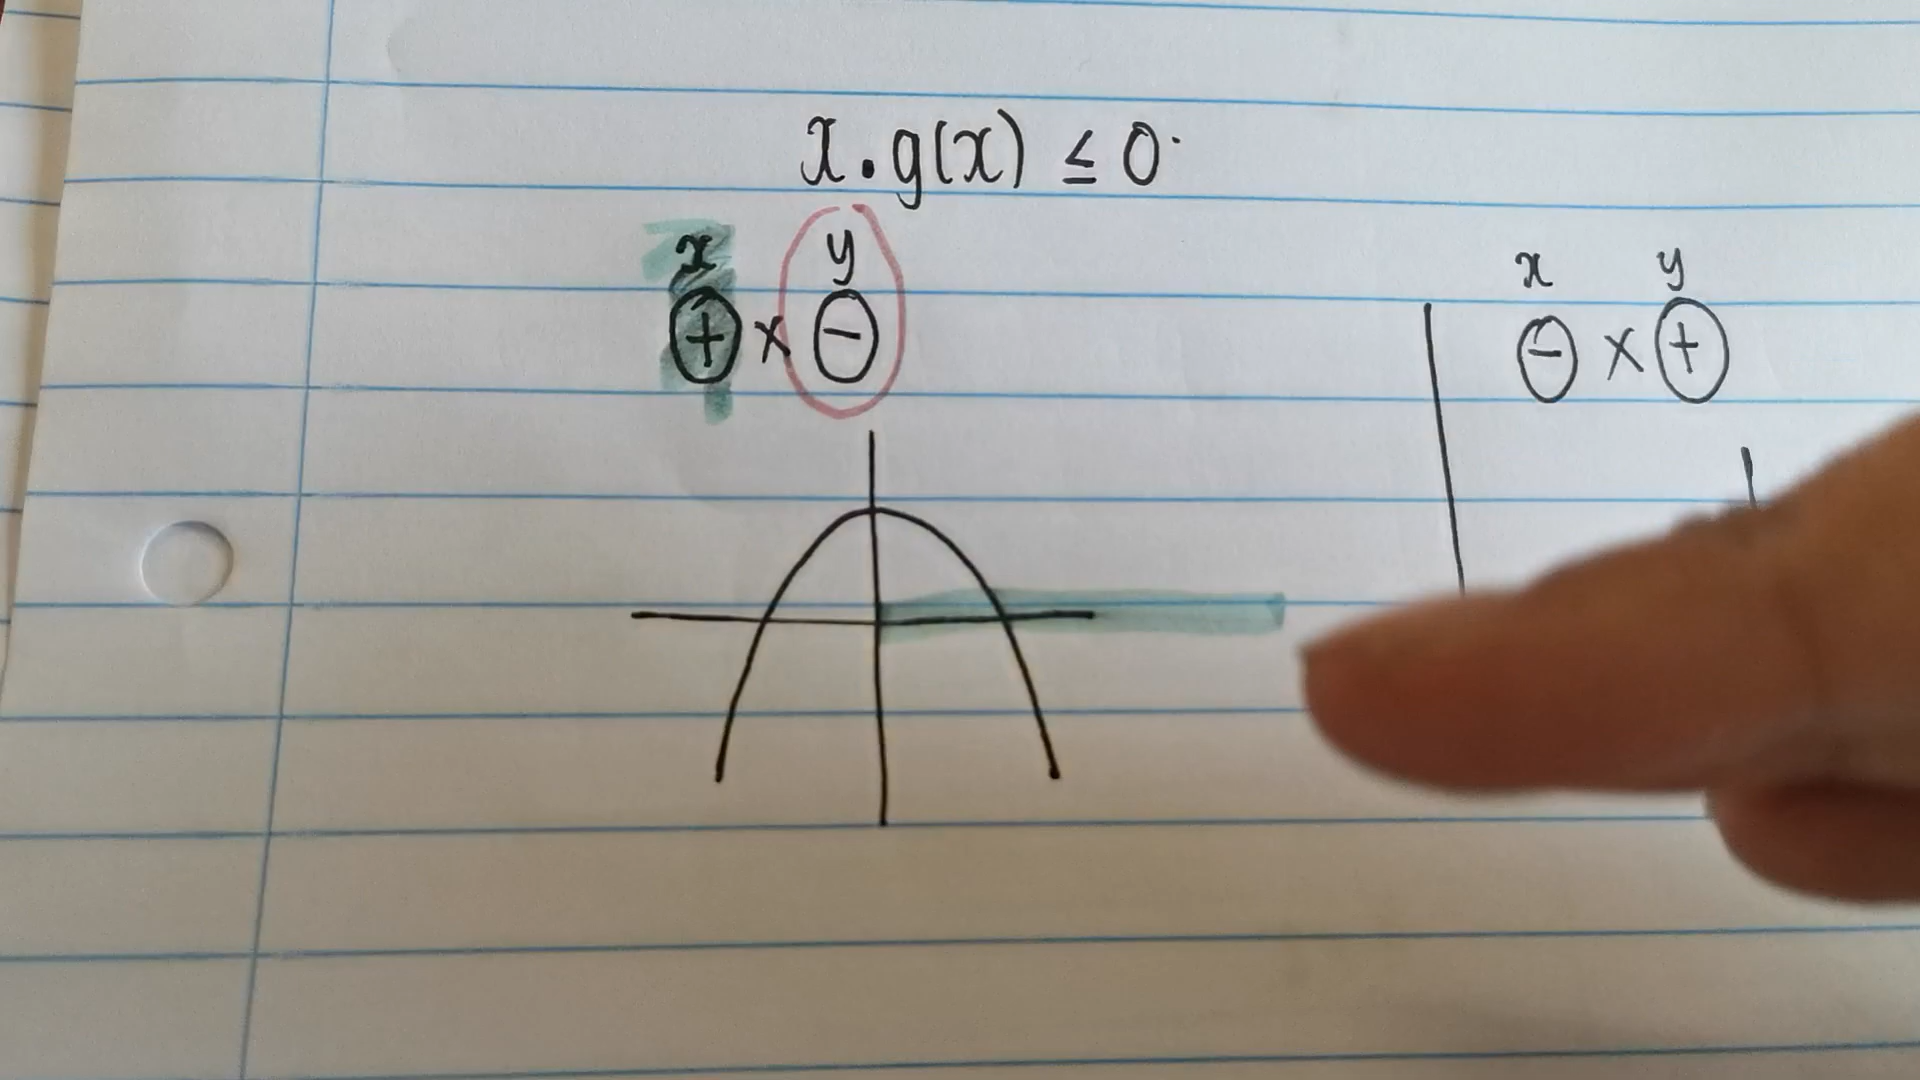 x . g(x) ≤ 0
x y x y
+ × − − × +